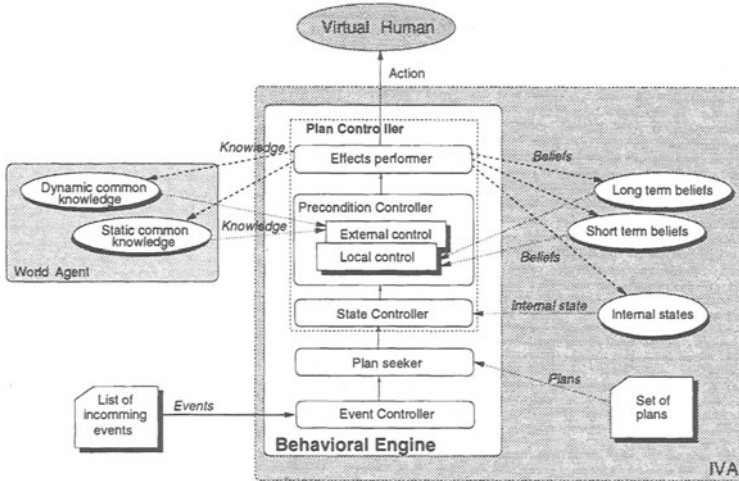 Virtual Human
Action
Plan Controller
Knowledge
Effects performer
Beliefs
Dynamic common
knowledge
Long term beliefs
Precondition Controller
Static common
knowledge
Knowledge
External control
Short term beliefs
Local control
Beliefs
World Agent
State Controller
Internal state
Internal states
Plan seeker
Plans
List of
incomming
events
Events
Event Controller
Set of
plans
Behavioral Engine
IVA